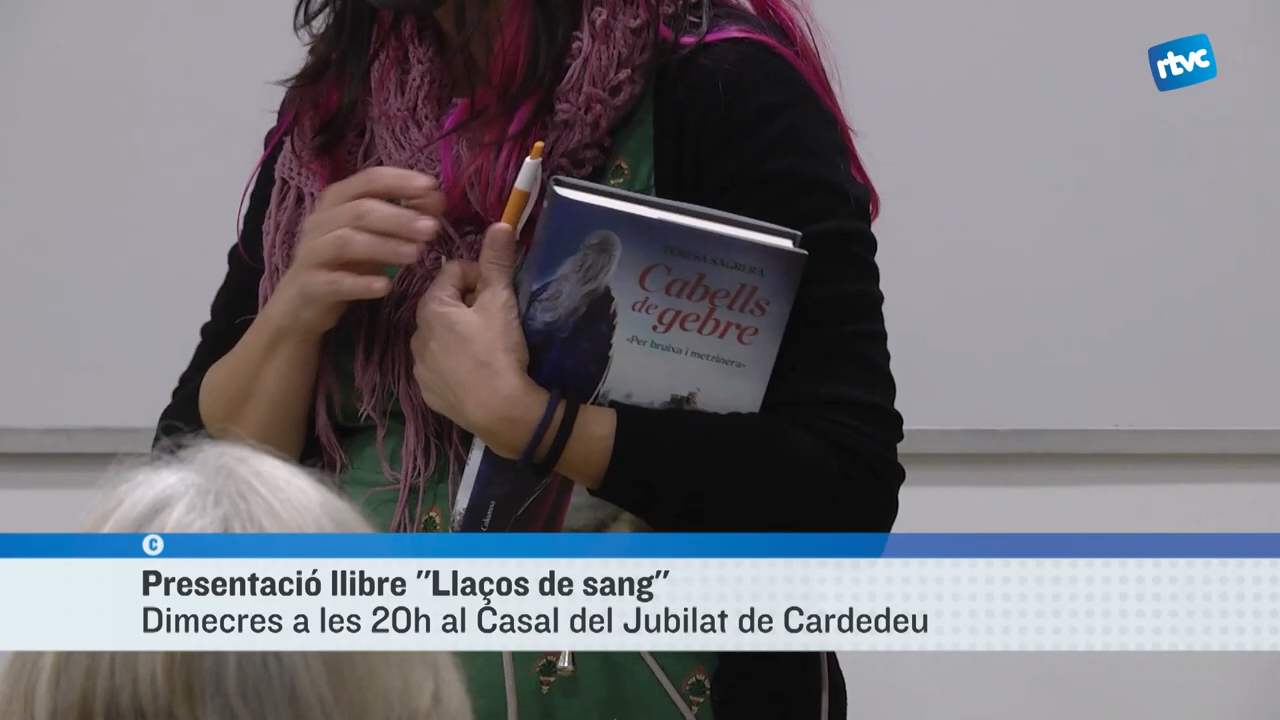 rtvc
TERESA SAGRERA
Cabells
de gebre
«Per bruixa i metzinera»
Columna
C
Presentació llibre "Llaços de sang"
Dimecres a les 20h al Casal del Jubilat de Cardedeu